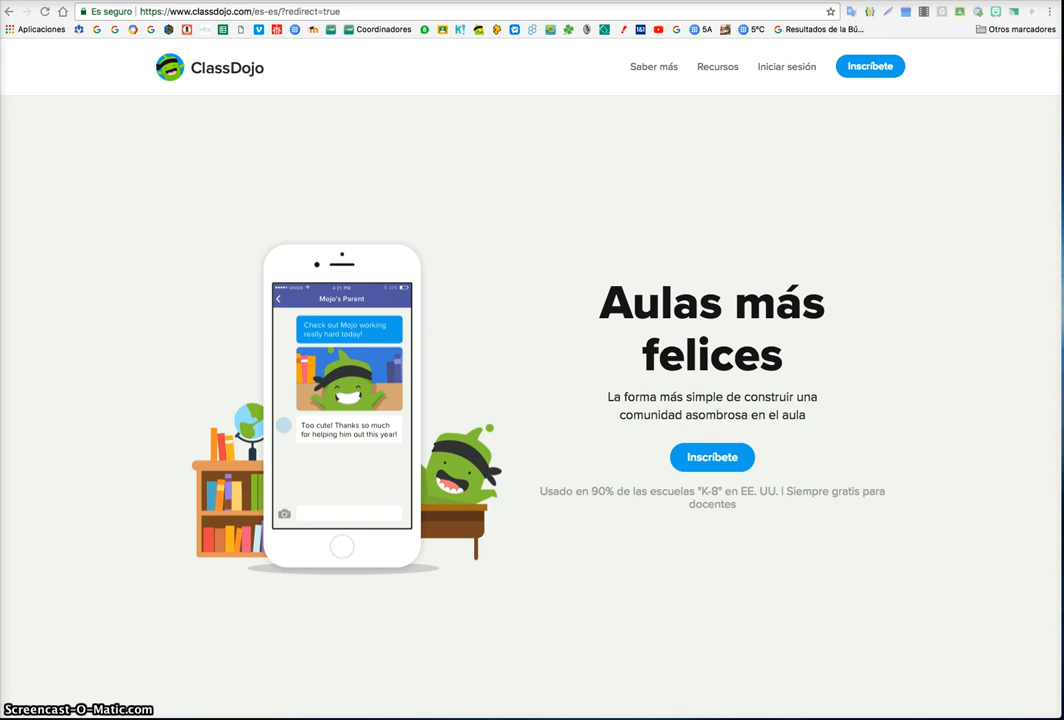 Es seguro | https://www.classdojo.com/es-es/?redirect=true
Aplicaciones
Coordinadores
5A
5ºC
Resultados de la Bú...
Otros marcadores
ClassDojo
Saber más
Recursos
Iniciar sesión
Inscríbete
4:21 PM
Mojo's Parent
Check out Mojo working
really hard today!
Too cute! Thanks so much
for helping him out this year!
Aulas más
felices
La forma más simple de construir una
comunidad asombrosa en el aula
Inscríbete
Usado en 90% de las escuelas "K-8" en EE. UU. | Siempre gratis para
docentes
Screencast-O-Matic.com